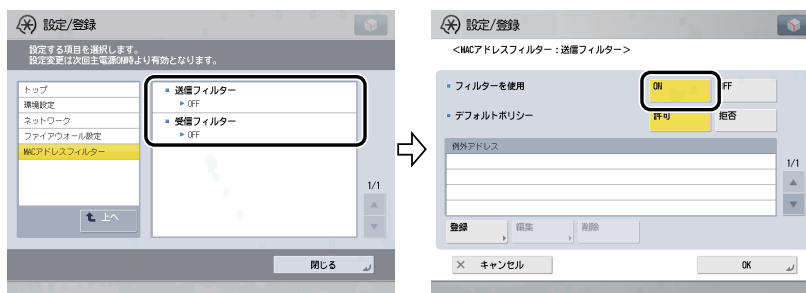 設定/登録
設定する項目を選択します。
設定変更は次回主電源ON時より有効となります。
トップ
環境設定
ネットワーク
ファイアウォール設定
MACアドレスフィルター
上へ
送信フィルター
OFF
受信フィルター
OFF
1/1
閉じる
設定/登録
<MACアドレスフィルター:送信フィルター>
フィルターを使用
ON
FF
デフォルトポリシー
許可
拒否
例外アドレス
1/1
登録
編集
削除
キャンセル
OK